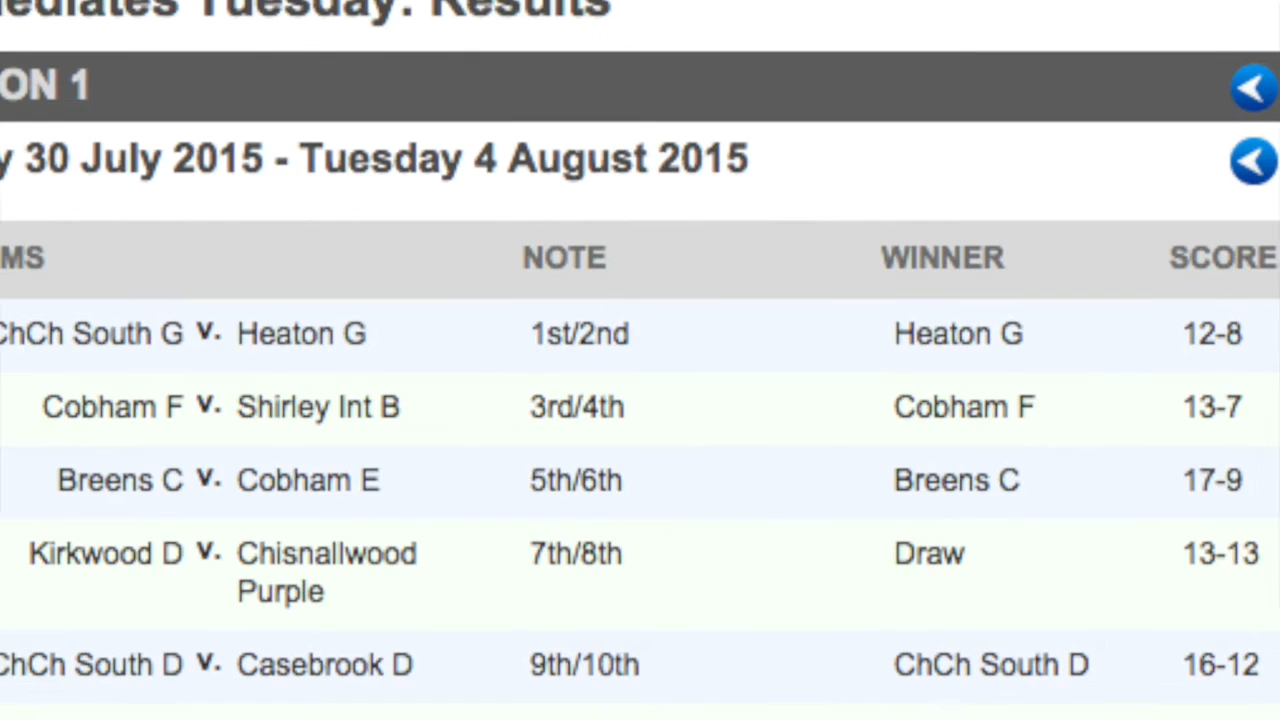 Tuesday: Results
ON 1
30 July 2015 - Tuesday 4 August 2015
MS NOTE WINNER SCORE
ChCh South G v. Heaton G 1st/2nd Heaton G 12-8
Cobham F v. Shirley Int B 3rd/4th Cobham F 13-7
Breens C v. Cobham E 5th/6th Breens C 17-9
Kirkwood D v. Chisnallwood 7th/8th Draw 13-13
Purple
ChCh South D v. Casebrook D 9th/10th ChCh South D 16-12